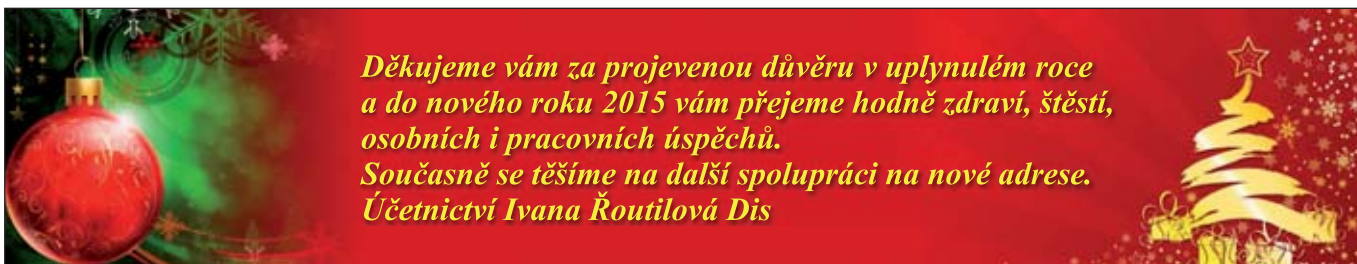 Děkujeme vám za projevenou důvěru v uplynulém roce
a do nového roku 2015 vám přejeme hodně zdraví, štěstí,
osobních i pracovních úspěchů.
Současně se těšíme na další spolupráci na nové adrese.
Účetnictví Ivana Řoutilová Dis